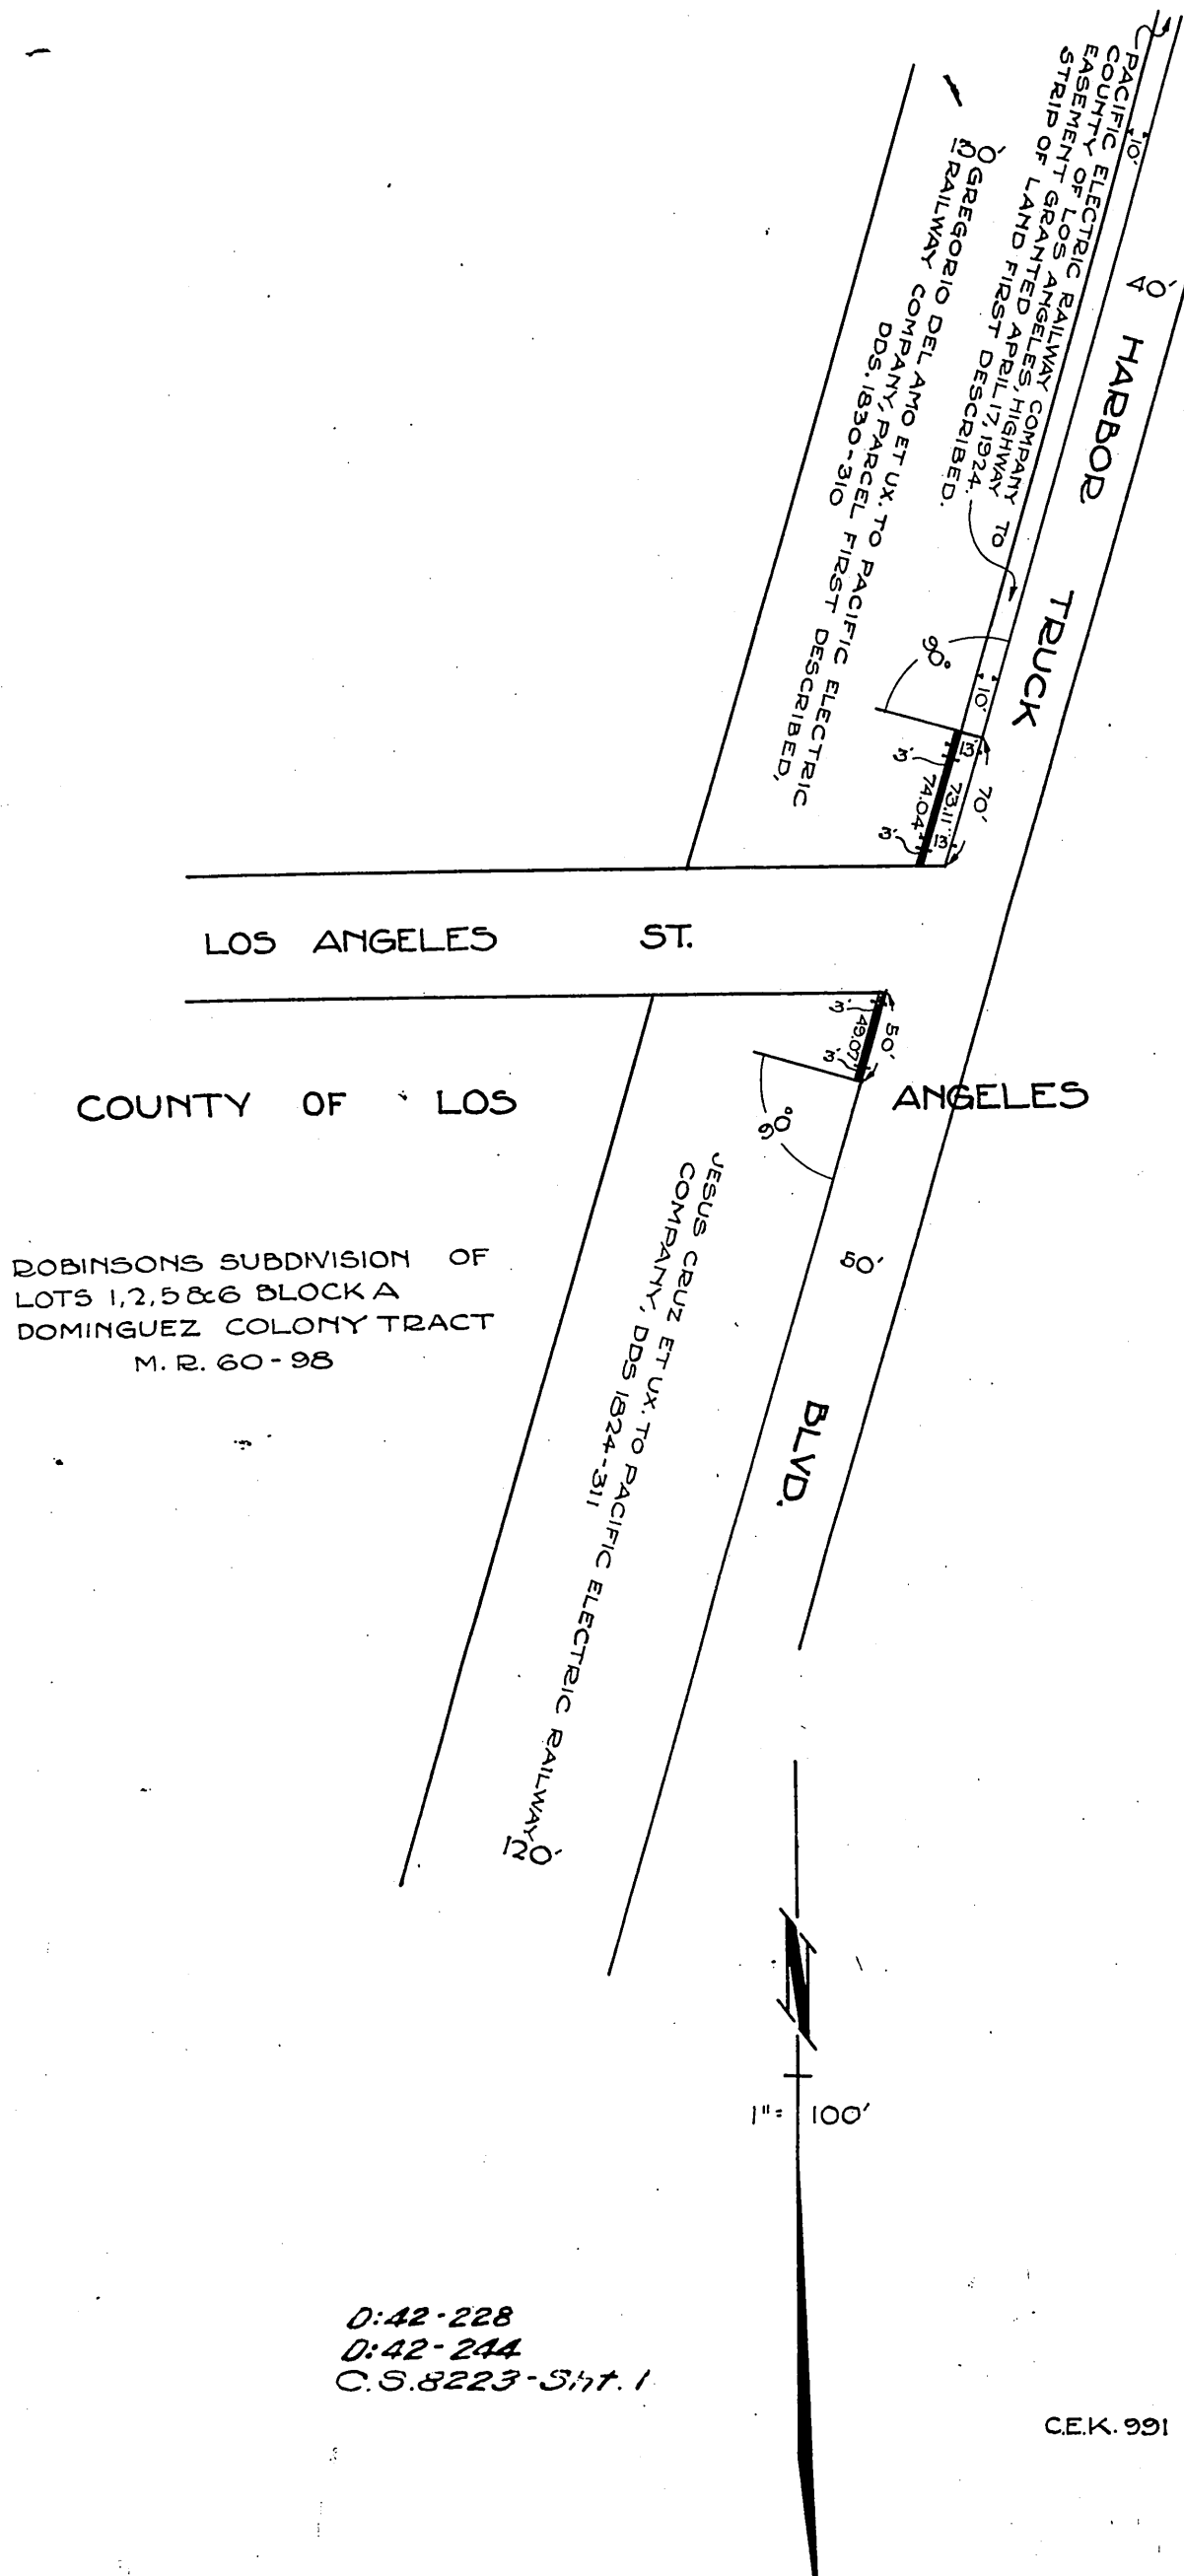 PACIFIC ELECTRIC RAILWAY COMPANY TO
COUNTY OF LOS ANGELES, HIGHWAY
EASEMENT GRANTED APRIL 17, 1924.
STRIP OF LAND FIRST DESCRIBED.
10'
40'
HARBOR TRUCK
GREGORIO DEL AMO ET UX. TO PACIFIC ELECTRIC
RAILWAY COMPANY, PARCEL FIRST DESCRIBED,
DDS. 1830-310
90°
10'
13'
3'
73.11
74.04
70'
3'
13'
LOS ANGELES ST.
3'
49.07
50'
3'
COUNTY OF LOS ANGELES
90°
JESUS CRUZ ET UX. TO PACIFIC ELECTRIC RAILWAY
COMPANY, DDS 1824-311
50'
ROBINSONS SUBDIVISION OF
LOTS 1,2,5&6 BLOCK A
DOMINGUEZ COLONY TRACT
M. R. 60-98
BLVD.
120'
N
1"= 100'
D:42-228
D:42-244
C.S.8223-Sht. 1
C.E.K. 991